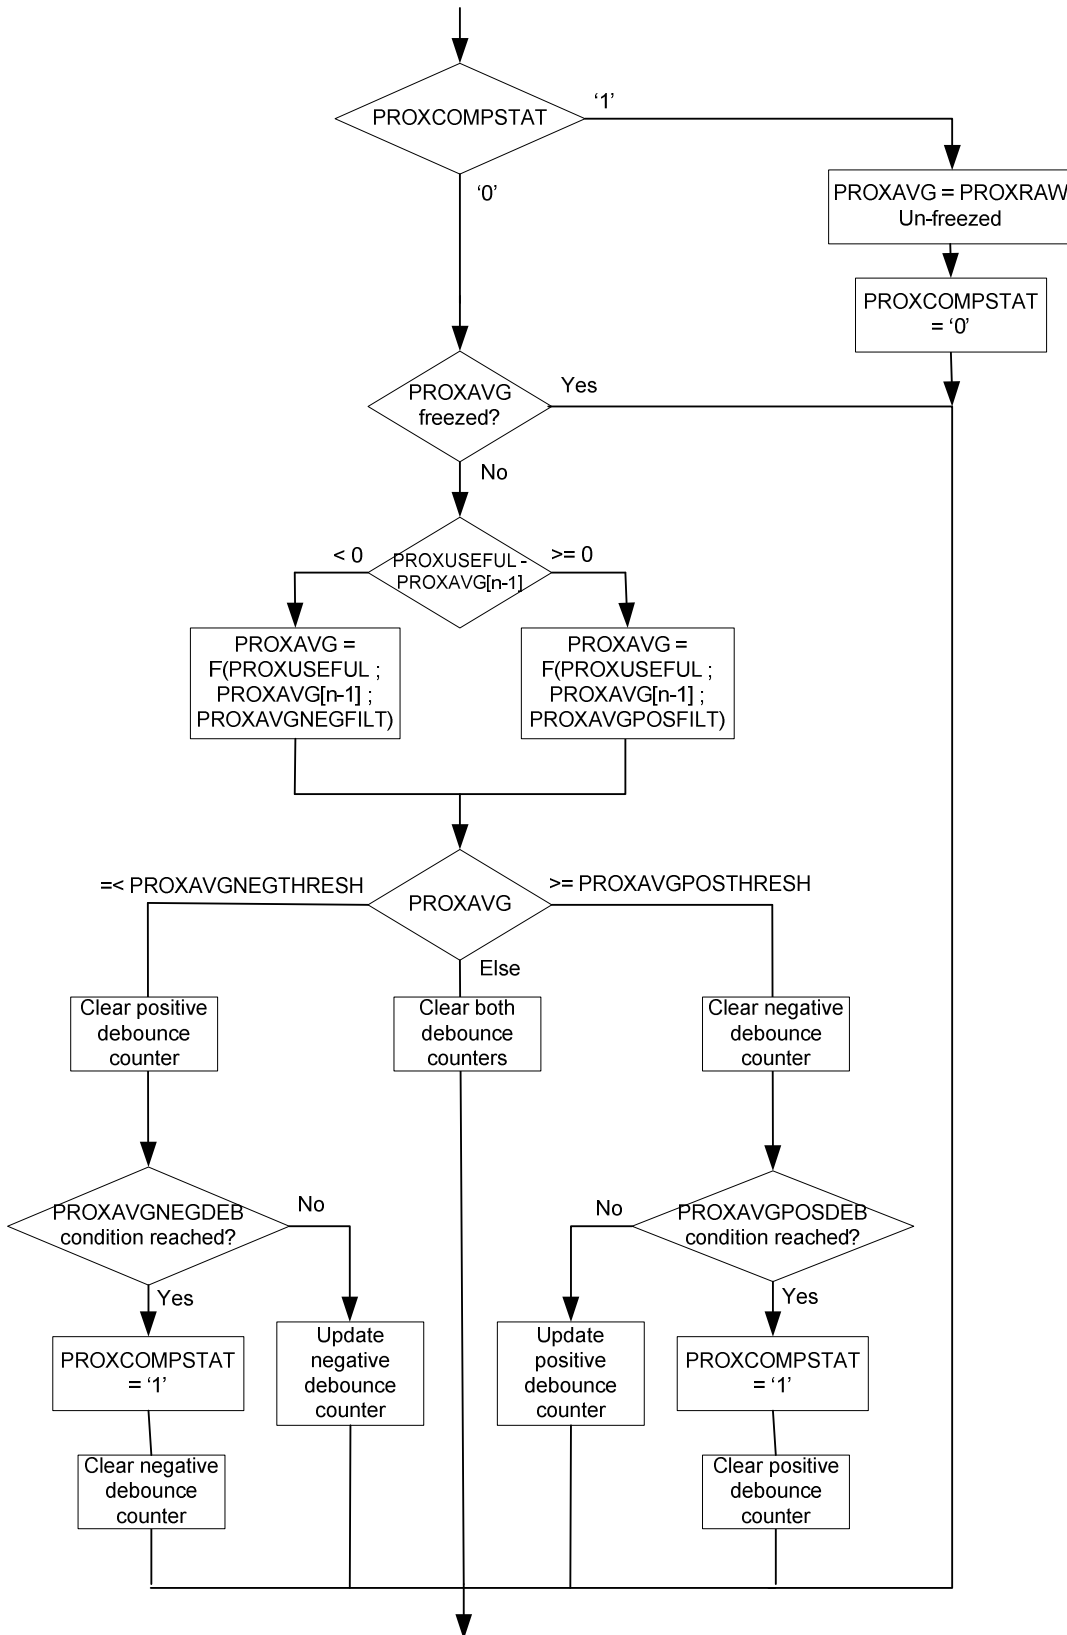 PROXCOMPSTAT
‘1’
‘0’
PROXAVG = PROXRAW
Un-freezed
PROXCOMPSTAT
= ‘0’
PROXAVG
freezed?
Yes
No
< 0
PROXUSEFUL -
PROXAVG[n-1]
>= 0
PROXAVG =
F(PROXUSEFUL ;
PROXAVG[n-1] ;
PROXAVGNEGFILT)
PROXAVG =
F(PROXUSEFUL ;
PROXAVG[n-1] ;
PROXAVGPOSFILT)
=< PROXAVGNEGTHRESH
PROXAVG
>= PROXAVGPOSTHRESH
Else
Clear positive
debounce
counter
Clear both
debounce
counters
Clear negative
debounce
counter
PROXAVGNEGDEB
condition reached?
No
Yes
No
PROXAVGPOSDEB
condition reached?
Yes
PROXCOMPSTAT
= ‘1’
Update
negative
debounce
counter
Update
positive
debounce
counter
PROXCOMPSTAT
= ‘1’
Clear negative
debounce
counter
Clear positive
debounce
counter